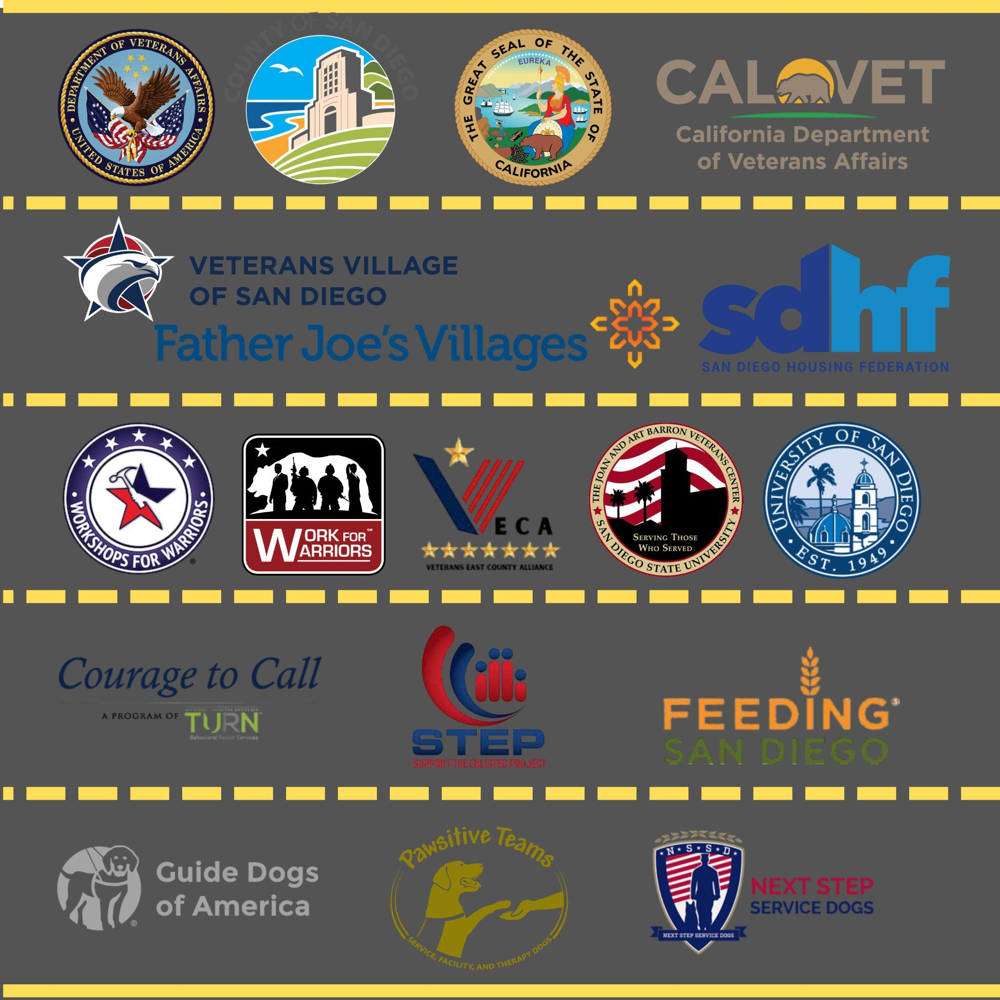 DEPARTMENT OF VETERANS AFFAIRS
UNITED STATES OF AMERICA
COUNTY OF SAN DIEGO
THE GREAT SEAL OF THE STATE OF
CALIFORNIA
EUREKA
CALVET
California Department
of Veterans Affairs
VETERANS VILLAGE
OF SAN DIEGO
Father Joe's Villages
sdhf
SAN DIEGO HOUSING FEDERATION
WORKSHOPS FOR WARRIORS®
WORK FOR℠
WARRIORS
VECA
VETERANS EAST COUNTY ALLIANCE
THE JOAN AND ART BARRON VETERANS CENTER
SERVING THOSE
WHO SERVED
SAN DIEGO STATE UNIVERSITY
UNIVERSITY OF SAN DIEGO
EST. 1949
Courage to Call
MENTAL HEALTH SYSTEMS
A PROGRAM OF TURN™
Behavioral Health Services
STEP
SUPPORT THE ENLISTED PROJECT
FEEDING
SAN DIEGO
Guide Dogs
of America®
Pawsitive Teams
SERVICE, FACILITY, AND THERAPY DOGS
N S S D
NEXT STEP
SERVICE DOGS
NEXT STEP SERVICE DOGS